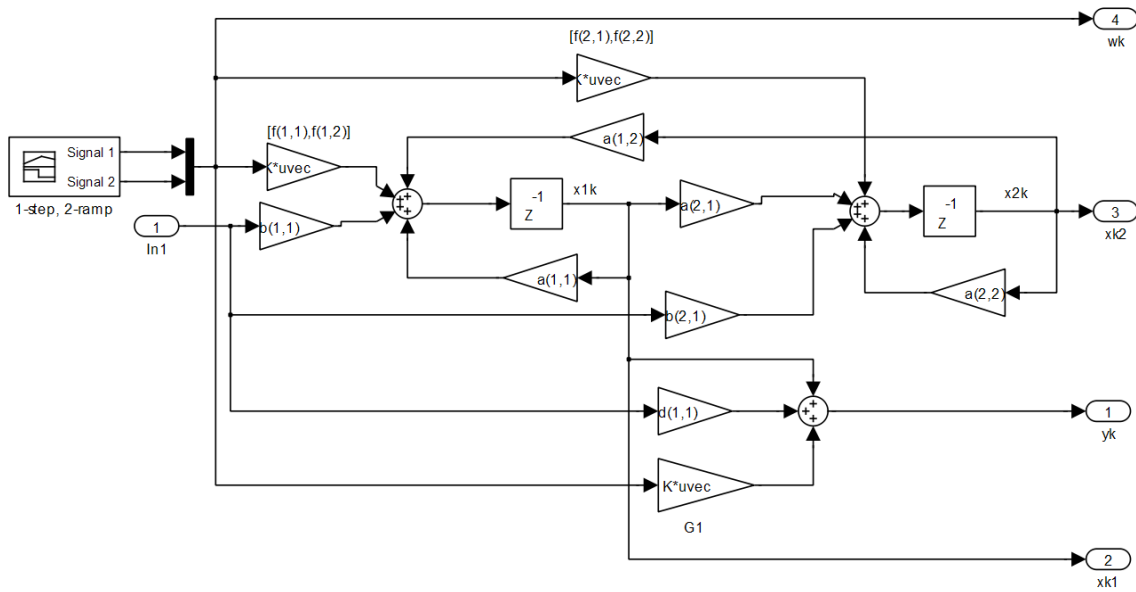 4
wk
[f(2,1),f(2,2)]
K*uvec
[f(1,1),f(1,2)]
a(1,2)
Signal 1
Signal 2
K*uvec
1-step, 2-ramp
-1
Z
x1k
a(2,1)
-1
Z
x2k
3
xk2
1
In1
b(1,1)
a(1,1)
a(2,2)
b(2,1)
d(1,1)
1
yk
K*uvec
G1
2
xk1